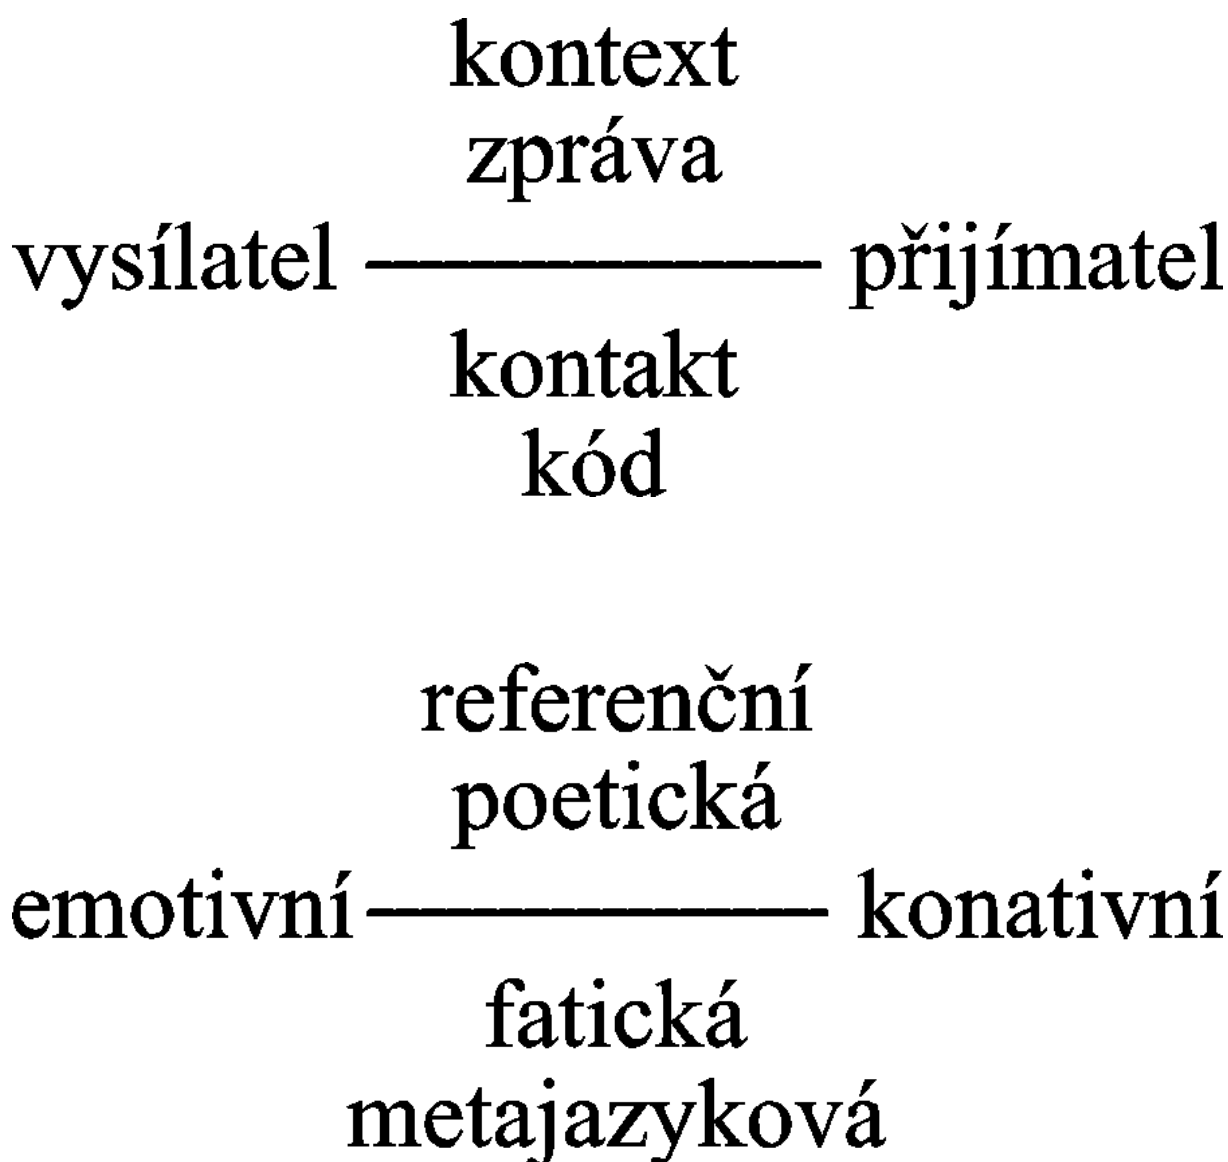 kontext
zpráva
vysílatel ——————— přijímatel
kontakt
kód
referenční
poetická
emotivní ——————— konativní
fatická
metajazyková